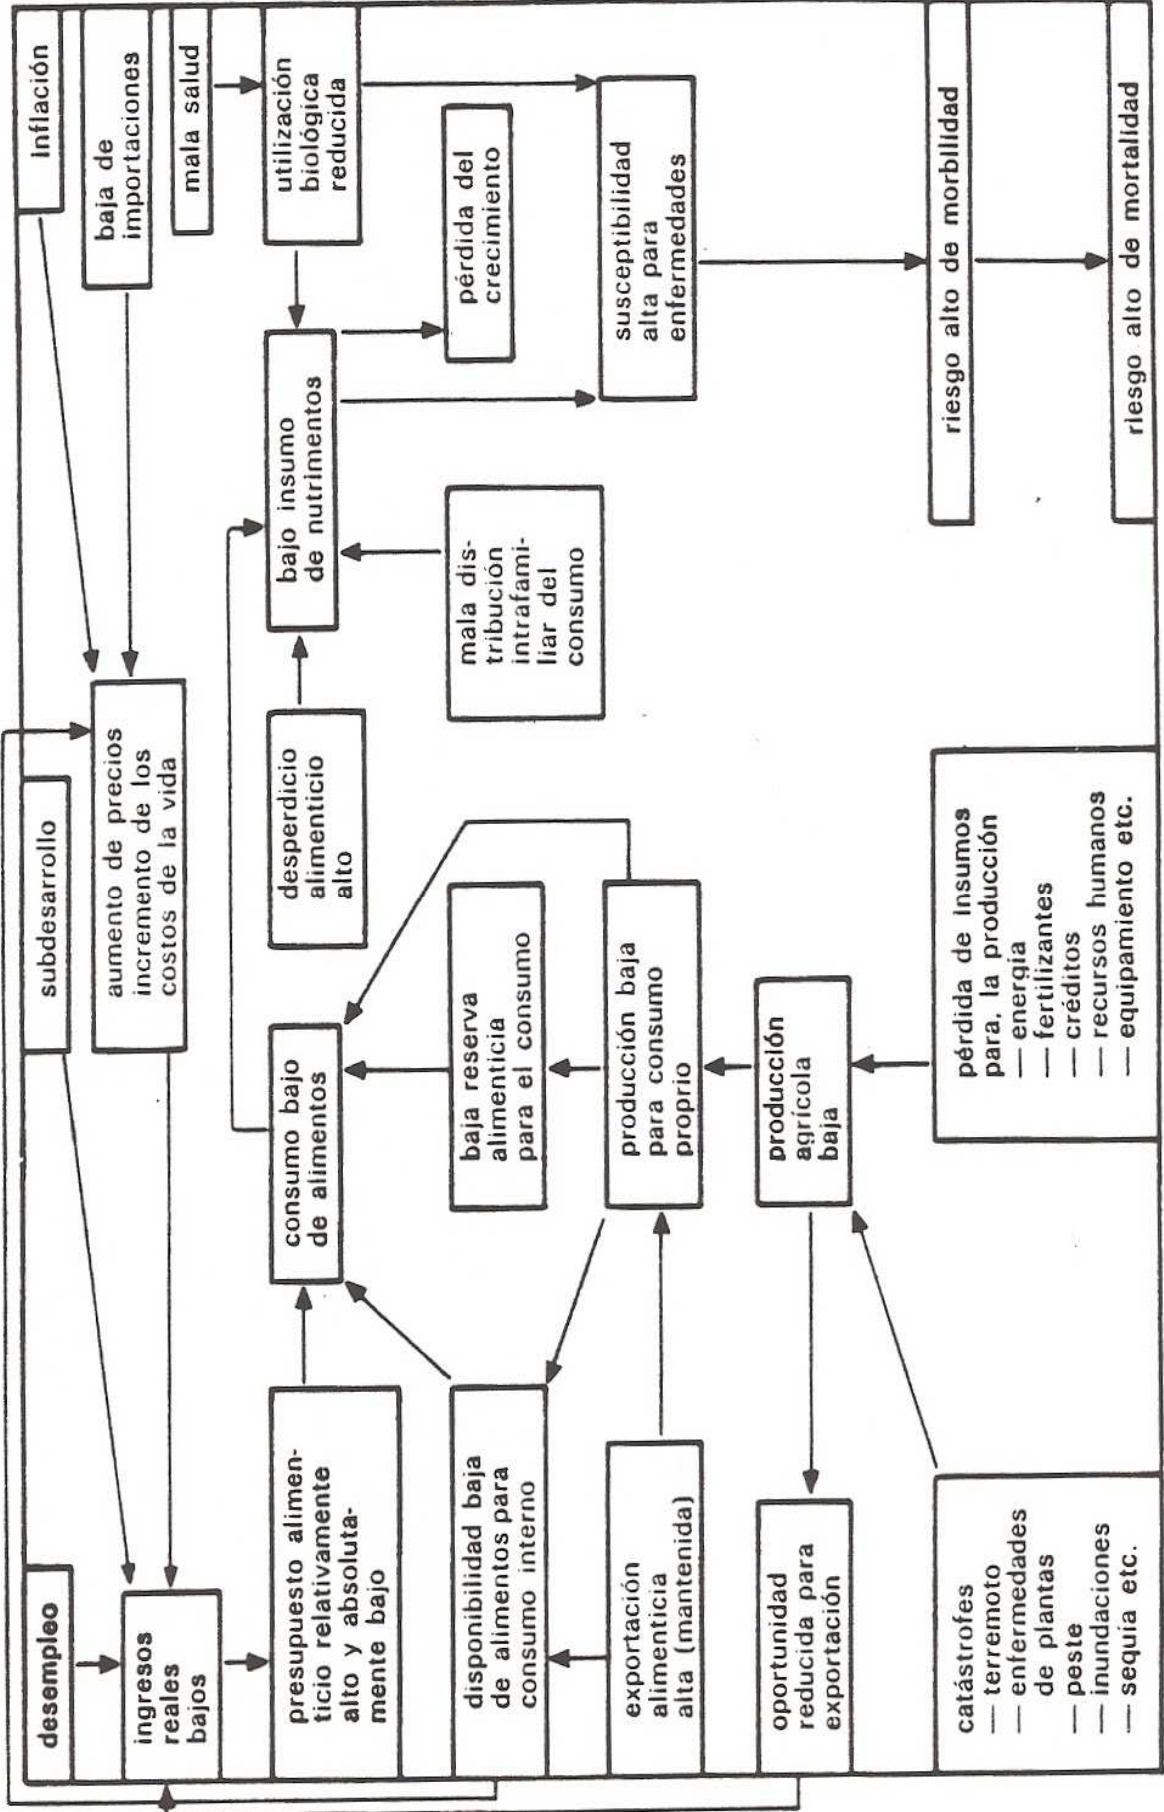 desempleo
subdesarrollo
Inflación
ingresos
reales
bajos
aumento de precios
incremento de los
costos de la vida
baja de
importaciones
mala salud
presupuesto alimen-
ticio relativamente
alto y absoluta-
mente bajo
consumo bajo
de alimentos
desperdicio
alimenticio
alto
bajo insumo
de nutrimentos
utilización
biológica
reducida
disponibilidad baja
de alimentos para
consumo interno
baja reserva
alimenticia
para el consumo
mala dis-
tribución
intrafami-
liar del
consumo
pérdida del
crecimiento
exportación
alimenticia
alta (mantenida)
producción baja
para consumo
proprio
susceptibilidad
alta para
enfermedades
oportunidad
reducida para
exportación
producción
agrícola
baja
catástrofes
— terremoto
— enfermedades
de plantas
— peste
— inundaciones
— sequía etc.
pérdida de insumos
para. la producción
— energía
— fertilizantes
— créditos
— recursos humanos
— equipamiento etc.
riesgo alto de morbilidad
riesgo alto de mortalidad